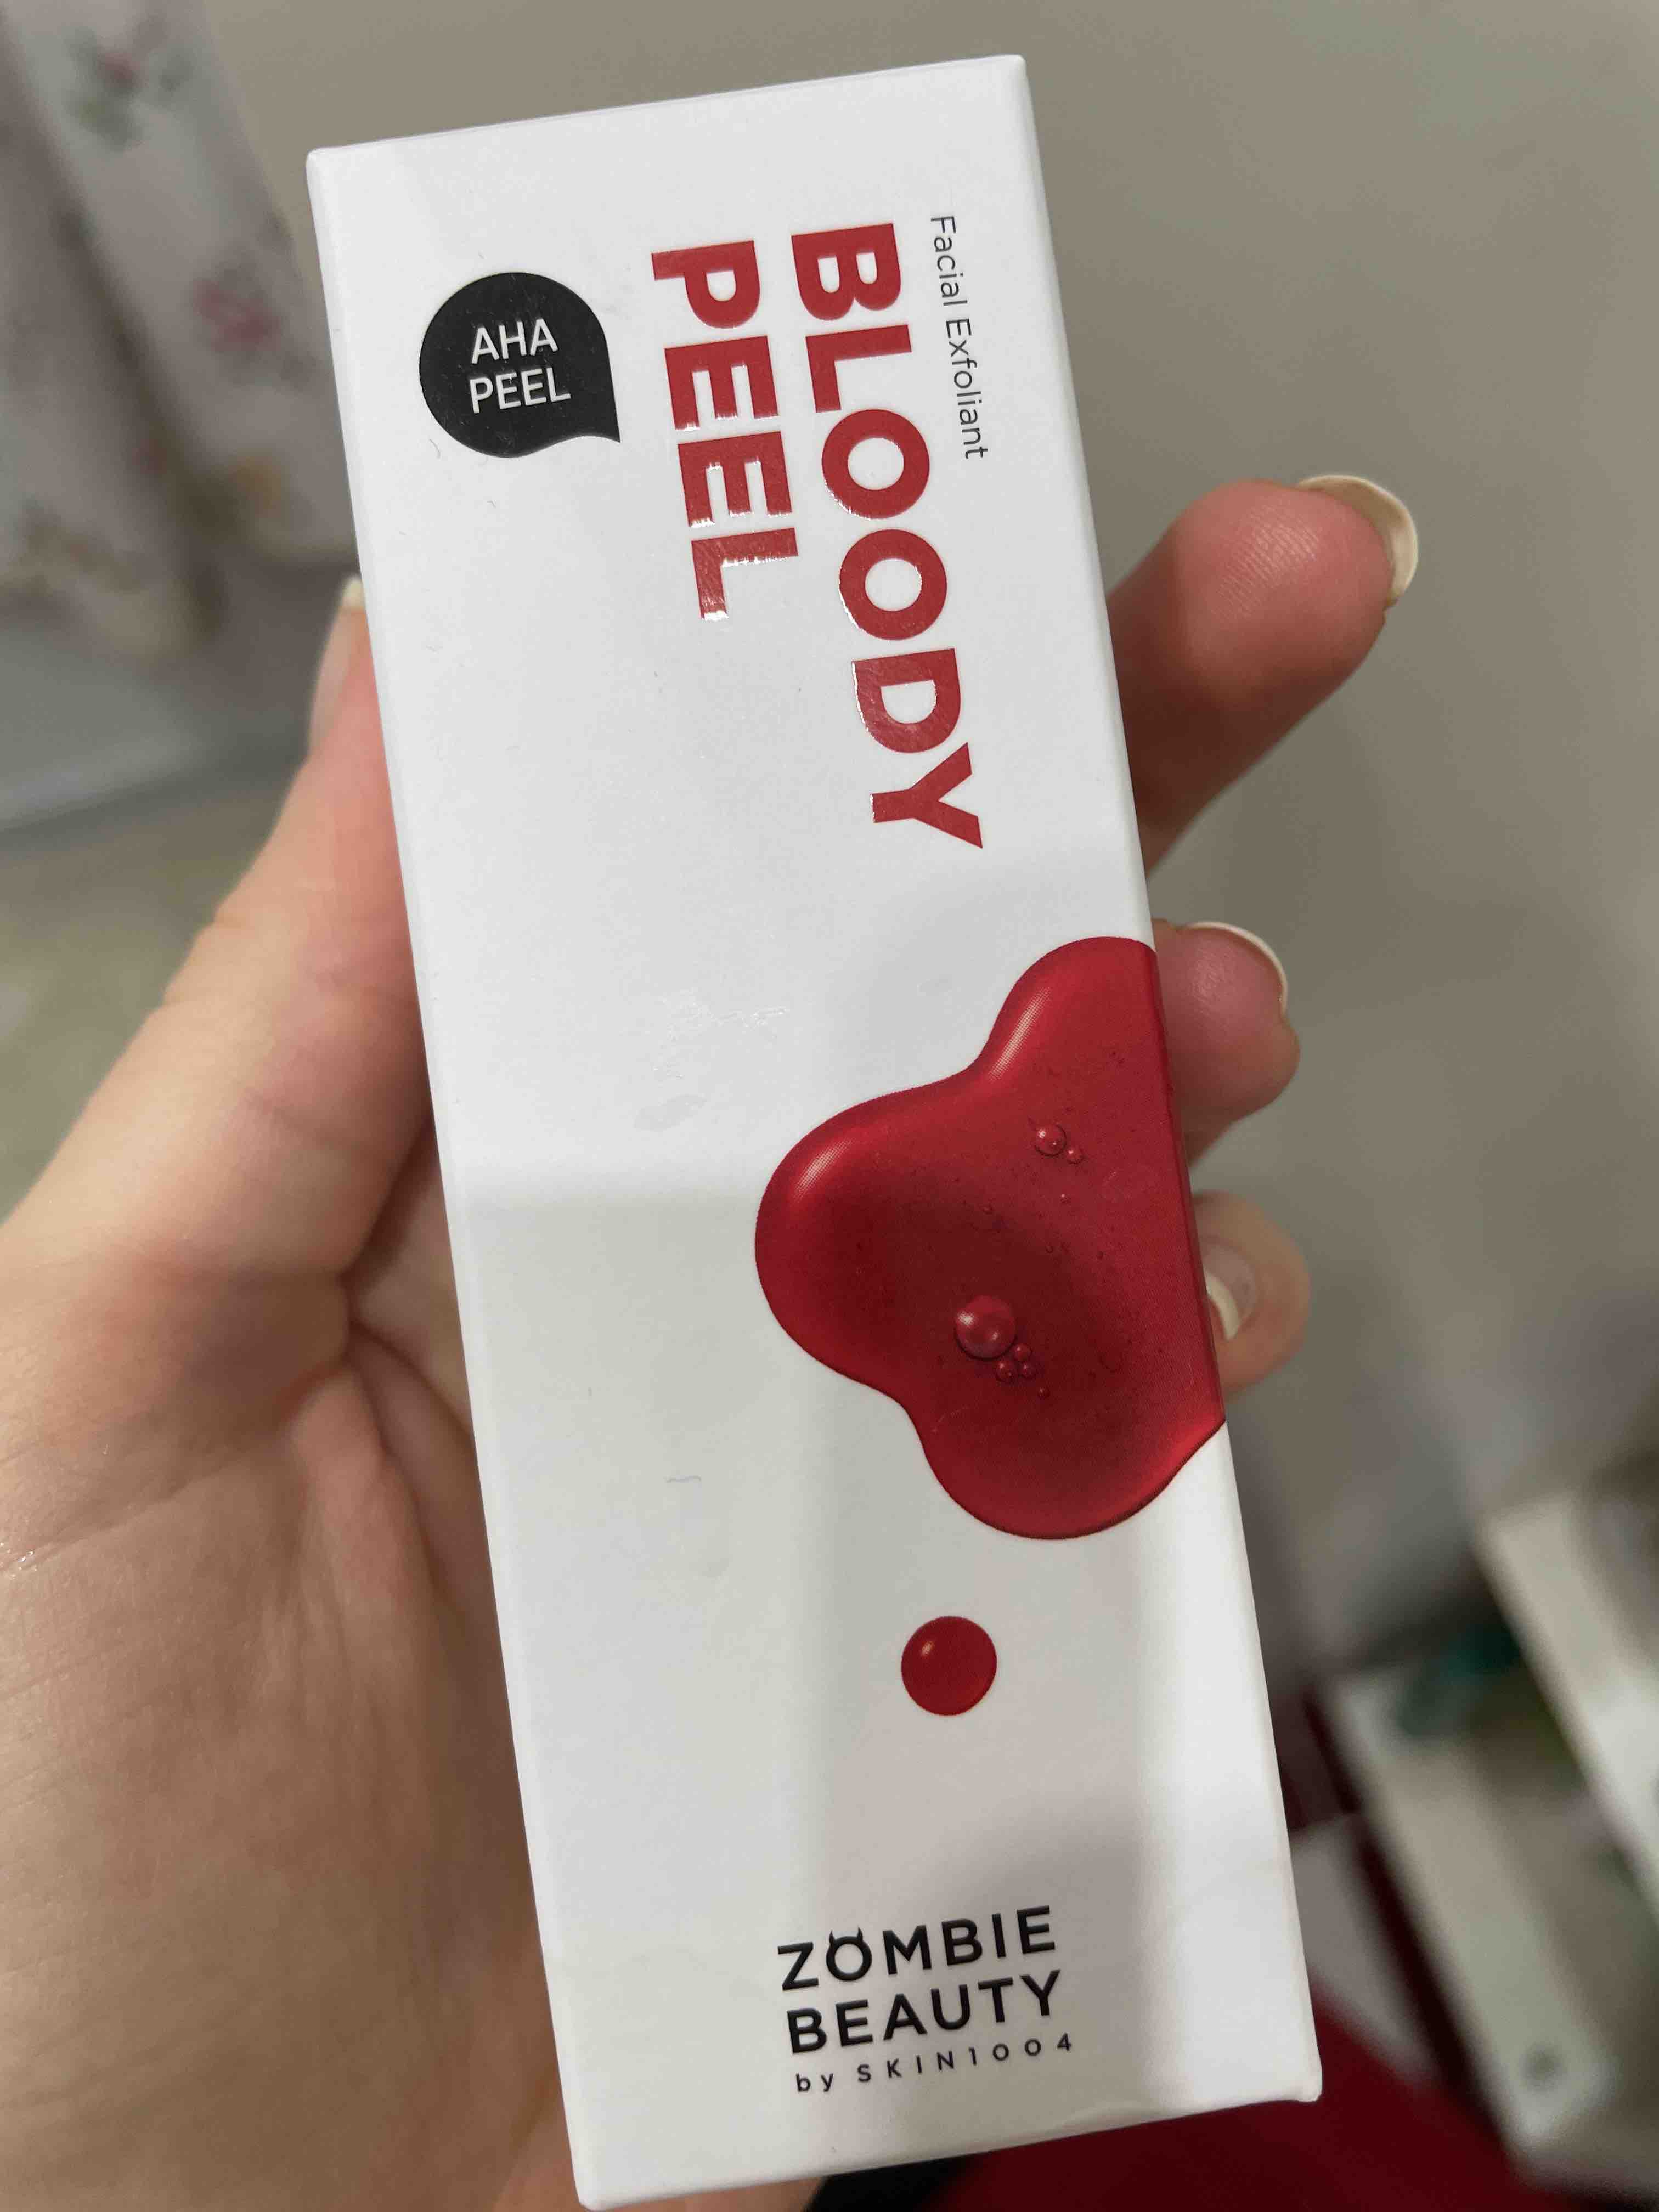 Facial Exfoliant
BLOODY
PEEL
AHA
PEEL
ZOMBIE
BEAUTY
by SKIN1004